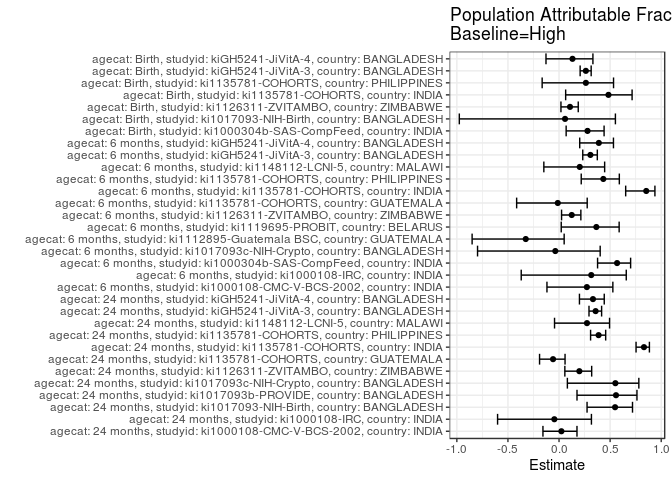 Population Attributable Frac
Baseline=High
agecat: Birth, studyid: kiGH5241-JiVitA-4, country: BANGLADESH
agecat: Birth, studyid: kiGH5241-JiVitA-3, country: BANGLADESH
agecat: Birth, studyid: ki1135781-COHORTS, country: PHILIPPINES
agecat: Birth, studyid: ki1135781-COHORTS, country: INDIA
agecat: Birth, studyid: ki1126311-ZVITAMBO, country: ZIMBABWE
agecat: Birth, studyid: ki1017093-NIH-Birth, country: BANGLADESH
agecat: Birth, studyid: ki1000304b-SAS-CompFeed, country: INDIA
agecat: 6 months, studyid: kiGH5241-JiVitA-4, country: BANGLADESH
agecat: 6 months, studyid: kiGH5241-JiVitA-3, country: BANGLADESH
agecat: 6 months, studyid: ki1148112-LCNI-5, country: MALAWI
agecat: 6 months, studyid: ki1135781-COHORTS, country: PHILIPPINES
agecat: 6 months, studyid: ki1135781-COHORTS, country: INDIA
agecat: 6 months, studyid: ki1135781-COHORTS, country: GUATEMALA
agecat: 6 months, studyid: ki1126311-ZVITAMBO, country: ZIMBABWE
agecat: 6 months, studyid: ki1119695-PROBIT, country: BELARUS
agecat: 6 months, studyid: ki1112895-Guatemala BSC, country: GUATEMALA
agecat: 6 months, studyid: ki1017093c-NIH-Crypto, country: BANGLADESH
agecat: 6 months, studyid: ki1000304b-SAS-CompFeed, country: INDIA
agecat: 6 months, studyid: ki1000108-IRC, country: INDIA
agecat: 6 months, studyid: ki1000108-CMC-V-BCS-2002, country: INDIA
agecat: 24 months, studyid: kiGH5241-JiVitA-4, country: BANGLADESH
agecat: 24 months, studyid: kiGH5241-JiVitA-3, country: BANGLADESH
agecat: 24 months, studyid: ki1148112-LCNI-5, country: MALAWI
agecat: 24 months, studyid: ki1135781-COHORTS, country: PHILIPPINES
agecat: 24 months, studyid: ki1135781-COHORTS, country: INDIA
agecat: 24 months, studyid: ki1135781-COHORTS, country: GUATEMALA
agecat: 24 months, studyid: ki1126311-ZVITAMBO, country: ZIMBABWE
agecat: 24 months, studyid: ki1017093c-NIH-Crypto, country: BANGLADESH
agecat: 24 months, studyid: ki1017093b-PROVIDE, country: BANGLADESH
agecat: 24 months, studyid: ki1017093-NIH-Birth, country: BANGLADESH
agecat: 24 months, studyid: ki1000108-IRC, country: INDIA
agecat: 24 months, studyid: ki1000108-CMC-V-BCS-2002, country: INDIA
-1.0 -0.5 0.0 0.5 1.0
Estimate